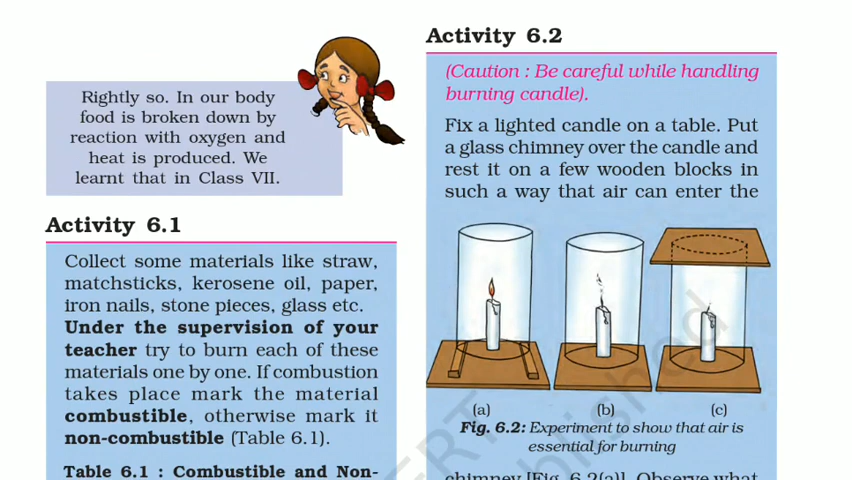 Rightly so. In our body
food is broken down by
reaction with oxygen and
heat is produced. We
learnt that in Class VII.
Activity 6.1
Collect some materials like straw,
matchsticks, kerosene oil, paper,
iron nails, stone pieces, glass etc.
Under the supervision of your
teacher try to burn each of these
materials one by one. If combustion
takes place mark the material
combustible, otherwise mark it
non-combustible (Table 6.1).
Table 6.1 : Combustible and Non-
Activity 6.2
(Caution : Be careful while handling
burning candle).
Fix a lighted candle on a table. Put
a glass chimney over the candle and
rest it on a few wooden blocks in
such a way that air can enter the
(a) (b) (c)
Fig. 6.2: Experiment to show that air is
essential for burning
chimney [Fig. 6.2(a)]. Observe what